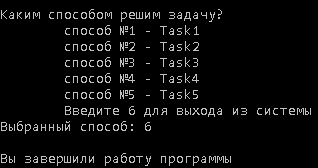 Каким способом решим задачу?
способ №1 - Task1
способ №2 - Task2
способ №3 - Task3
способ №4 - Task4
способ №5 - Task5
Введите 6 для выхода из системы
Выбранный способ: 6
Вы завершили работу программы